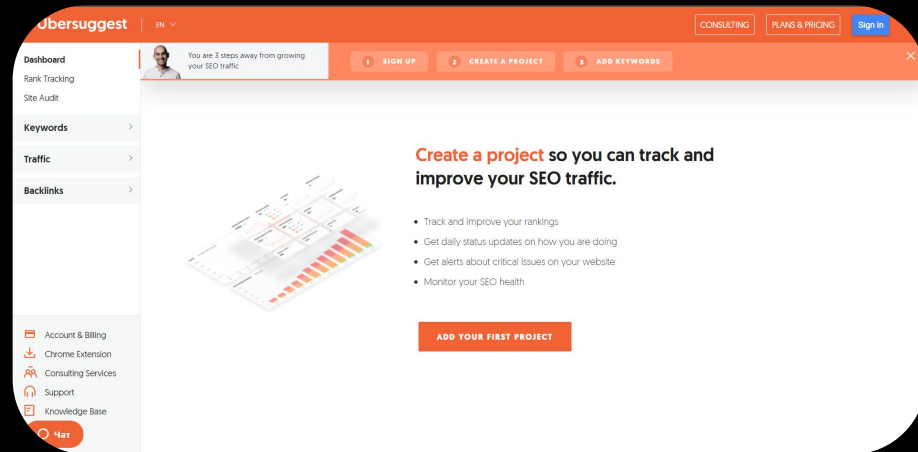 Ubersuggest
EN
CONSULTING
PLANS & PRICING
Sign in
Dashboard
Rank Tracking
Site Audit
Keywords
Traffic
Backlinks
You are 3 steps away from growing
your SEO traffic
1 SIGN UP
2 CREATE A PROJECT
3 ADD KEYWORDS
Create a project so you can track and
improve your SEO traffic.
Track and improve your rankings
Get daily status updates on how you are doing
Get alerts about critical issues on your website
Monitor your SEO health
ADD YOUR FIRST PROJECT
Account & Billing
Chrome Extension
Consulting Services
Support
Knowledge Base
Чат